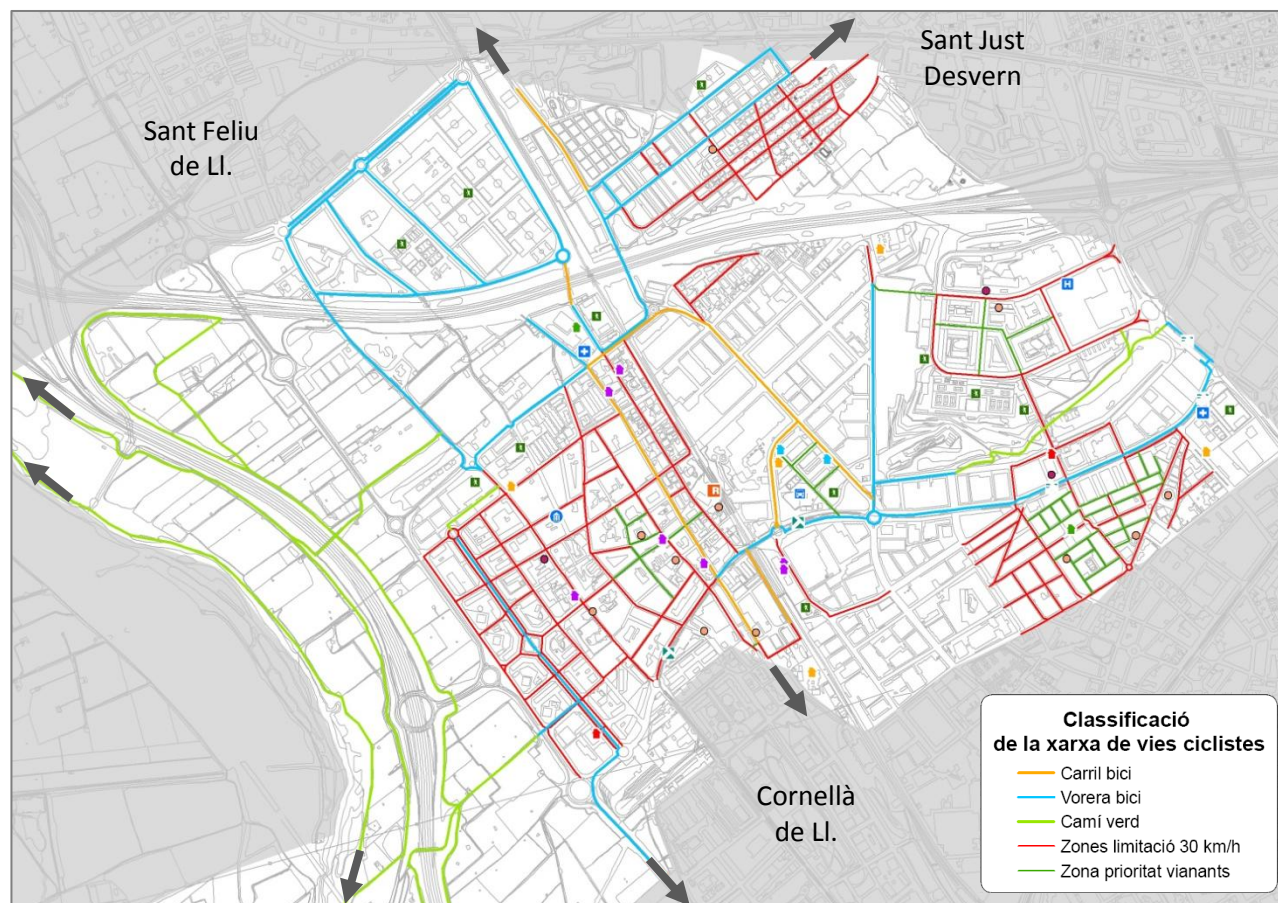 Sant Just
Desvern
Sant Feliu
de Ll.
Cornellà
de Ll.
Classificació
de la xarxa de vies ciclistes
Carril bici
Vorera bici
Camí verd
Zones limitació 30 km/h
Zona prioritat vianants
H